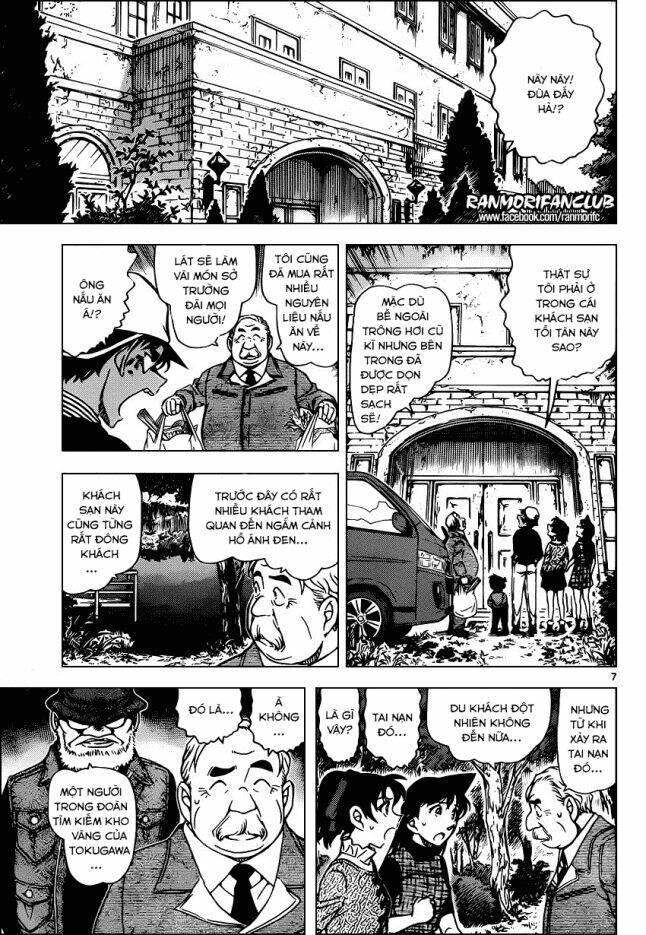 NÀY NÀY!
ĐÙA ĐẤY
HẢ!?
RANMORIFANCLUB
www.facebook.com/ranmorifc
THẬT SỰ
TÔI PHẢI Ở
TRONG CÁI
KHÁCH SẠN
TỒI TÀN NÀY
SAO?
MẶC DÙ
BỀ NGOÀI
TRÔNG HƠI CŨ
KĨ NHƯNG BÊN
TRONG ĐÃ
ĐƯỢC DỌN
DẸP RẤT
SẠCH
SẼ!
TÔI CŨNG
ĐÃ MUA RẤT
NHIỀU
NGUYÊN
LIỆU NẤU
ĂN VỀ
NÀY...
LÁT SẼ LÀM
VÀI MÓN SỞ
TRƯỜNG
ĐÃI MỌI
NGƯỜI!
ÔNG
NẤU ĂN
Á!?
TRƯỚC ĐÂY CÓ RẤT
NHIỀU KHÁCH THAM
QUAN ĐẾN NGẮM CẢNH
HỒ ÁNH ĐEN...
KHÁCH
SẠN NÀY
CŨNG TỪNG
RẤT ĐÔNG
KHÁCH
...
7
NHƯNG
TỪ KHI
XẢY RA
TAI NẠN
ĐÓ...
DU KHÁCH ĐỘT
NHIÊN KHÔNG
ĐẾN NỮA...
TAI NẠN
ĐÓ...
LÀ GÌ
VẬY?
À
KHÔNG
...
ĐÓ LÀ...
MỘT NGƯỜI
TRONG ĐOÀN
TÌM KIẾM KHO
VÀNG CỦA
TOKUGAWA
...